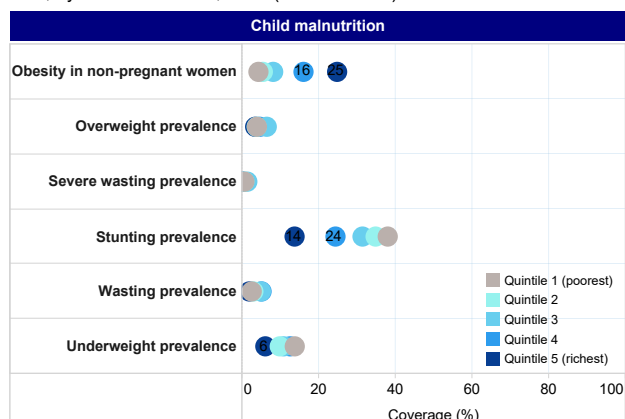 Child malnutrition
Obesity in non-pregnant women
16
25
Overweight prevalence
Severe wasting prevalence
Stunting prevalence
14
24
Wasting prevalence
Underweight prevalence
6
Quintile 1 (poorest)
Quintile 2
Quintile 3
Quintile 4
Quintile 5 (richest)
0 20 40 60 80 100
Coverage (%)